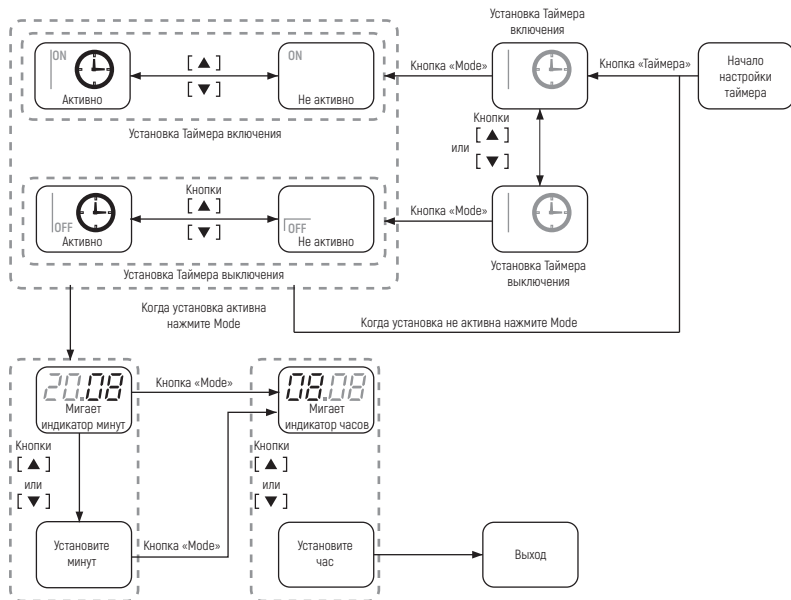 Установка Таймера
включения
ON
Активно
[ ▲ ]
[ ▼ ]
ON
Не активно
Кнопка «Mode»
Кнопка «Таймера»
Начало
настройки
таймера
Установка Таймера включения
Кнопки
[ ▲ ]
или
[ ▼ ]
OFF
Активно
Кнопки
[ ▲ ]
[ ▼ ]
OFF
Не активно
Кнопка «Mode»
Установка Таймера выключения
Установка Таймера
выключения
Когда установка активна
нажмите Mode
Когда установка не активна нажмите Mode
20.08
Мигает
индикатор минут
Кнопка «Mode»
08.08
Мигает
индикатор часов
Кнопки
[ ▲ ]
или
[ ▼ ]
Кнопки
[ ▲ ]
или
[ ▼ ]
Установите
минут
Кнопка «Mode»
Установите
час
Выход